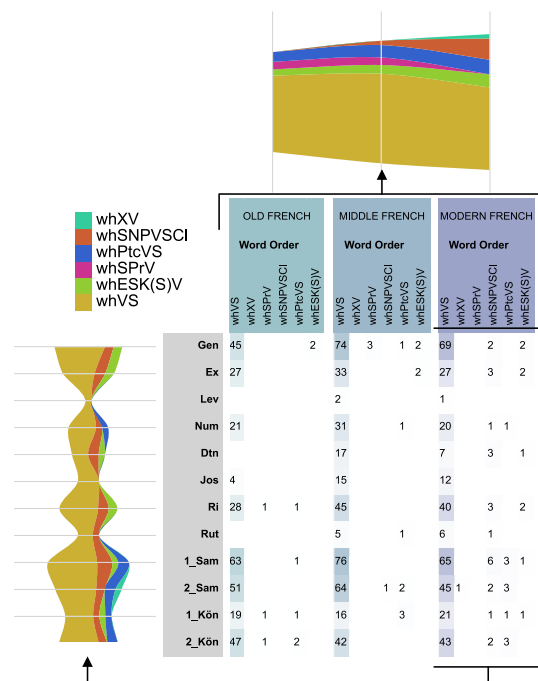 whXV
whSNPVSCl
whPtcVS
whSPrV
whESK(S)V
whVS
OLD FRENCH MIDDLE FRENCH MODERN FRENCH
Word Order Word Order Word Order
whVS whXV whSPrV whSNPVSCl whPtcVS whESK(S)V whVS whXV whSPrV whSNPVSCl whPtcVS whESK(S)V whVS whXV whSPrV whSNPVSCl whPtcVS whESK(S)V
Gen 45 2 74 3 1 2 69 2 2
Ex 27 33 2 27 3 2
Lev 2 1
Num 21 31 1 20 1 1
Dtn 17 7 3 1
Jos 4 15 12
Ri 28 1 1 45 40 3 2
Rut 5 1 6 1
1_Sam 63 1 76 65 6 3 1
2_Sam 51 64 1 2 45 1 2 3
1_Kön 19 1 1 16 3 21 1 1 1
2_Kön 47 1 2 42 43 2 3